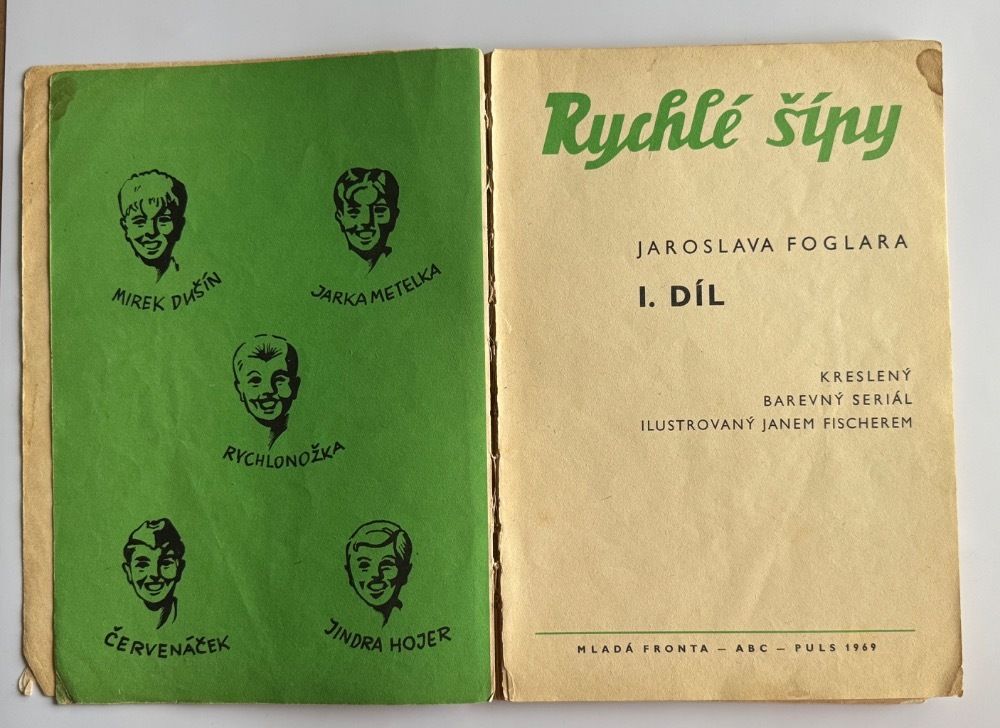 MIREK DUŠÍN
JARKA METELKA
RYCHLONOŽKA
ČERVENÁČEK
JINDRA HOJER
Rychlé šípy
JAROSLAVA FOGLARA
I. DÍL
KRESLENÝ
BAREVNÝ SERIÁL
ILUSTROVANÝ JANEM FISCHEREM
MLADÁ FRONTA – ABC – PULS 1969